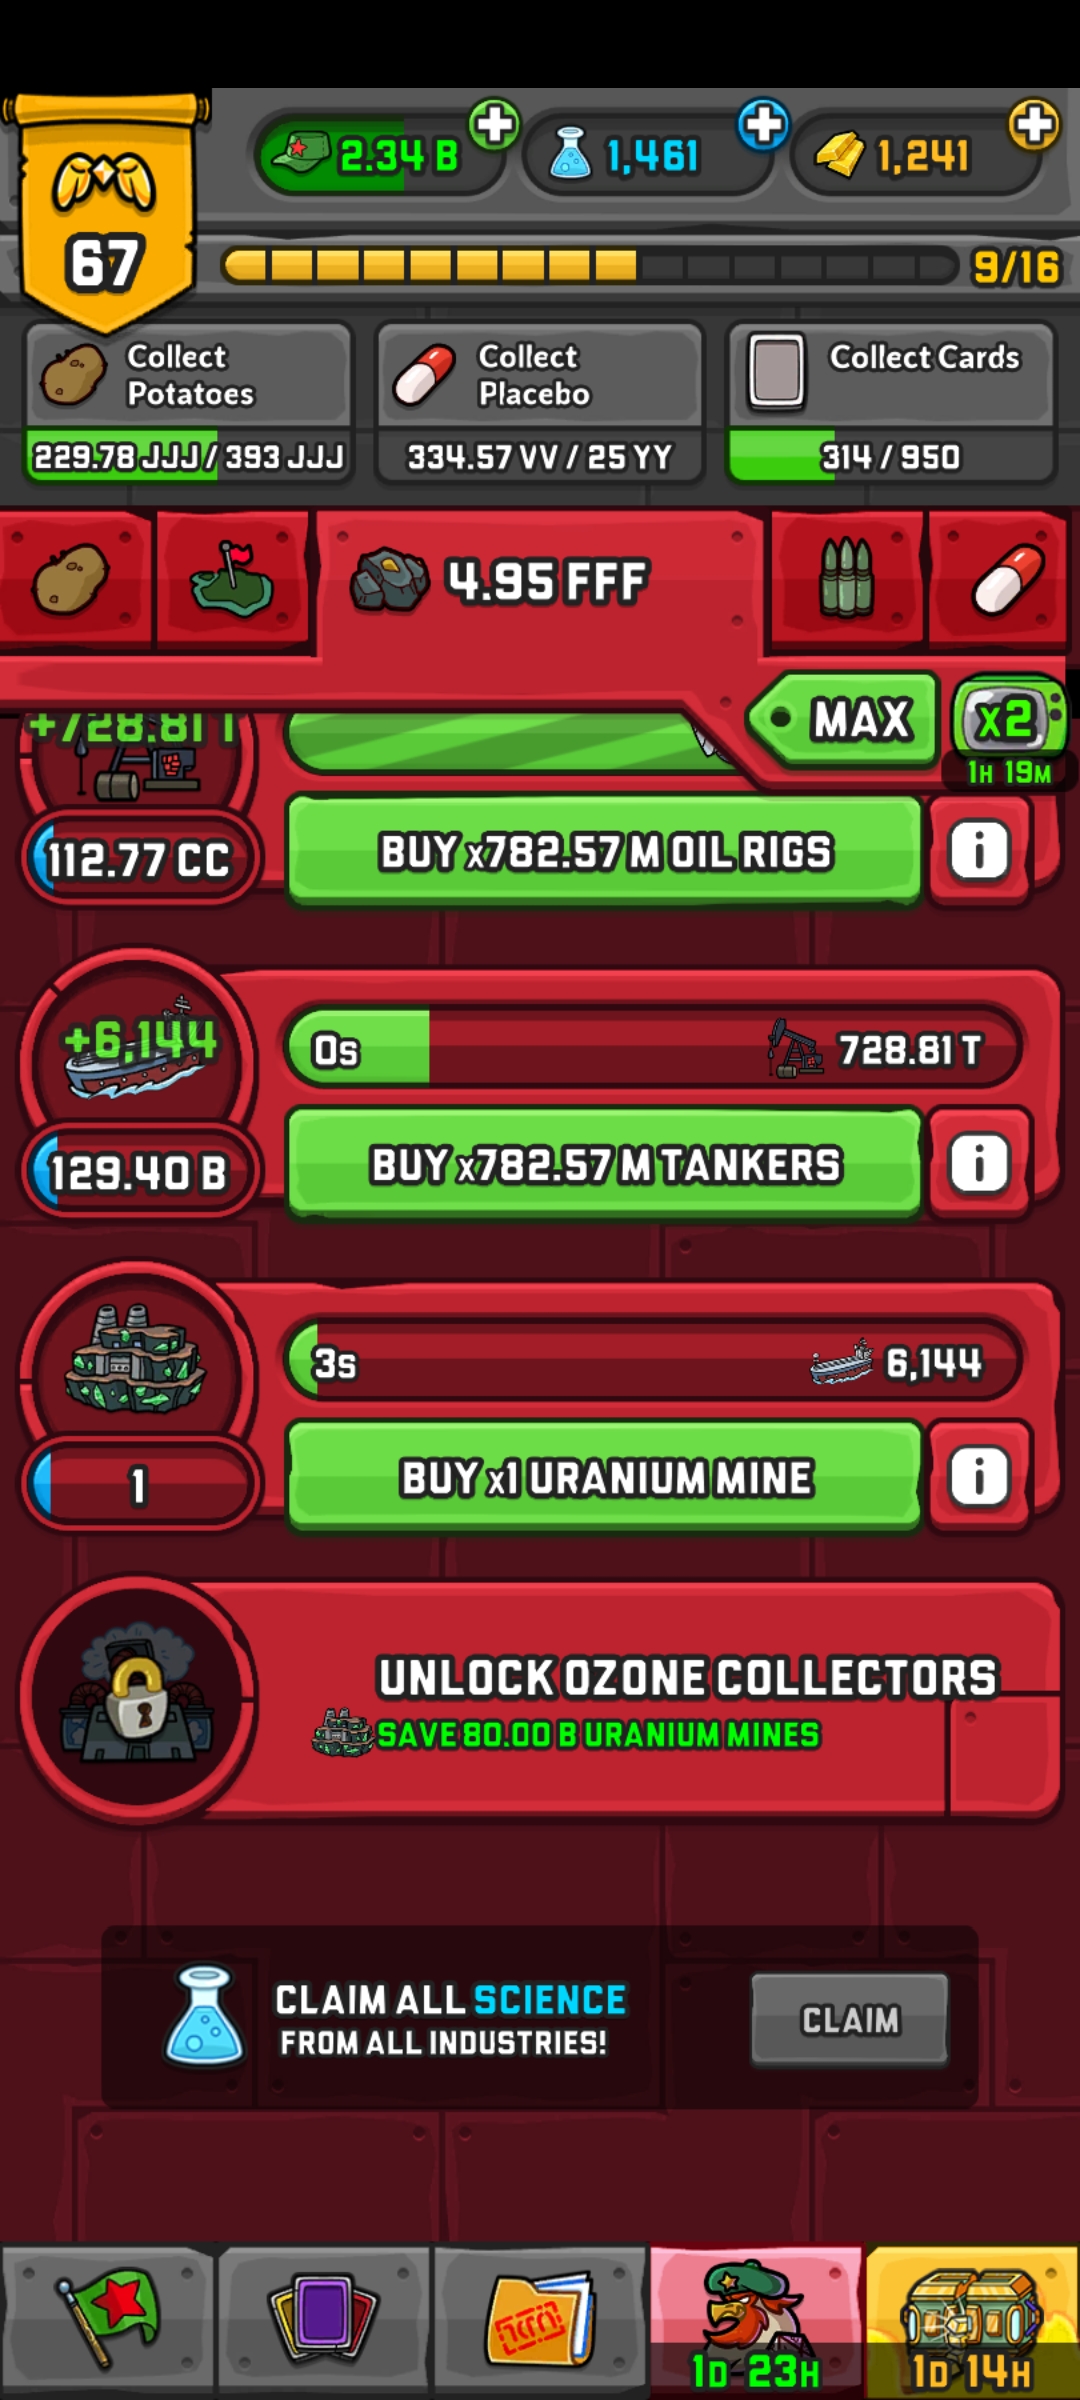 2.34 B
1,461
1,241
67
9/16
Collect
Potatoes
Collect
Placebo
Collect Cards
229.78 JJJ / 393 JJJ
334.57 VV / 25 YY
314 / 950
4.95 FFF
MAX
x2
1H 19M
+728.81 T
112.77 CC
BUY x782.57 M OIL RIGS
i
+6,144
0s
728.81 T
129.40 B
BUY x782.57 M TANKERS
i
3s
6,144
1
BUY x1 URANIUM MINE
i
UNLOCK OZONE COLLECTORS
SAVE 80.00 B URANIUM MINES
CLAIM ALL SCIENCE
FROM ALL INDUSTRIES!
CLAIM
1D 23H
1D 14H